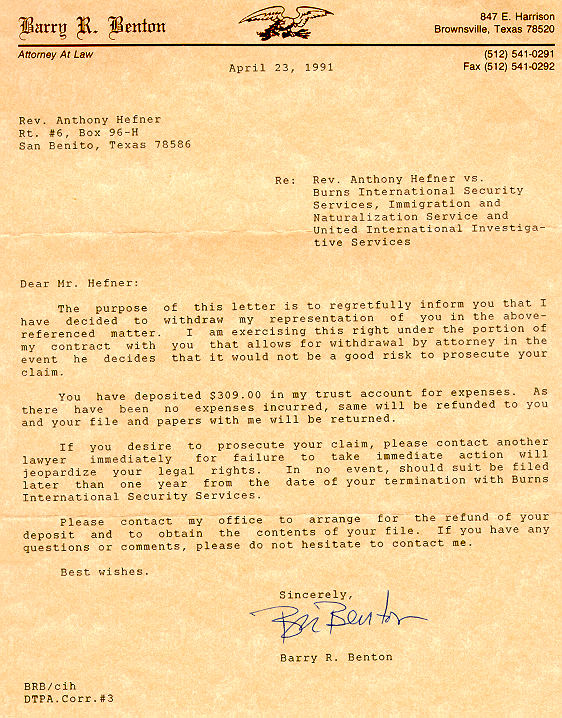 Barry R. Benton
Attorney At Law
847 E. Harrison
Brownsville, Texas 78520
(512) 541-0291
Fax (512) 541-0292
April 23, 1991
Rev. Anthony Hefner
Rt. #6, Box 96-H
San Benito, Texas 78586
Re: Rev. Anthony Hefner vs.
Burns International Security
Services, Immigration and
Naturalization Service and
United International Investiga-
tive Services
Dear Mr. Hefner:
The purpose of this letter is to regretfully inform you that I
have decided to withdraw my representation of you in the above-
referenced matter. I am exercising this right under the portion of
my contract with you that allows for withdrawal by attorney in the
event he decides that it would not be a good risk to prosecute your
claim.
You have deposited $309.00 in my trust account for expenses. As
there have been no expenses incurred, same will be refunded to you
and your file and papers with me will be returned.
If you desire to prosecute your claim, please contact another
lawyer immediately for failure to take immediate action will
jeopardize your legal rights. In no event, should suit be filed
later than one year from the date of your termination with Burns
International Security Services.
Please contact my office to arrange for the refund of your
deposit and to obtain the contents of your file. If you have any
questions or comments, please do not hesitate to contact me.
Best wishes.
Sincerely,
Benton
Barry R. Benton
BRB/cih
DTPA.Corr.#3